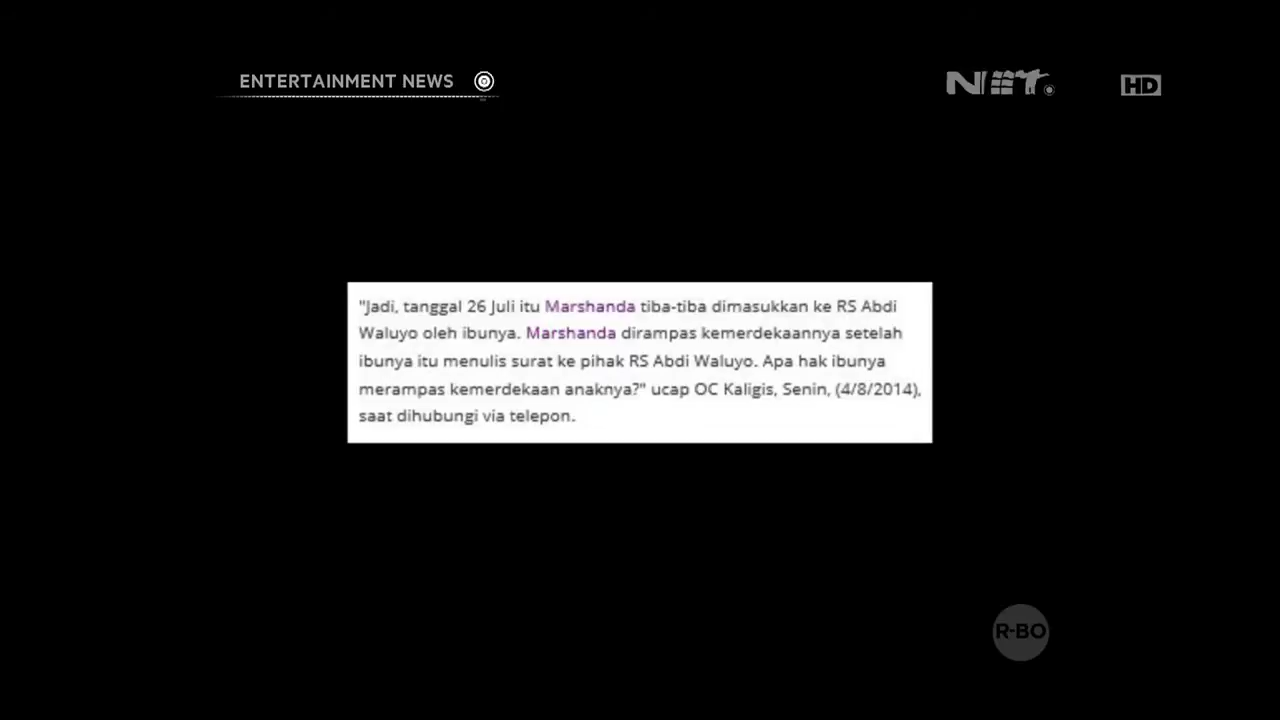 ENTERTAINMENT NEWS
NET.
HD
"Jadi, tanggal 26 Juli itu Marshanda tiba-tiba dimasukkan ke RS Abdi
Waluyo oleh ibunya. Marshanda dirampas kemerdekaannya setelah
ibunya itu menulis surat ke pihak RS Abdi Waluyo. Apa hak ibunya
merampas kemerdekaan anaknya?" ucap OC Kaligis, Senin, (4/8/2014),
saat dihubungi via telepon.
R-BO